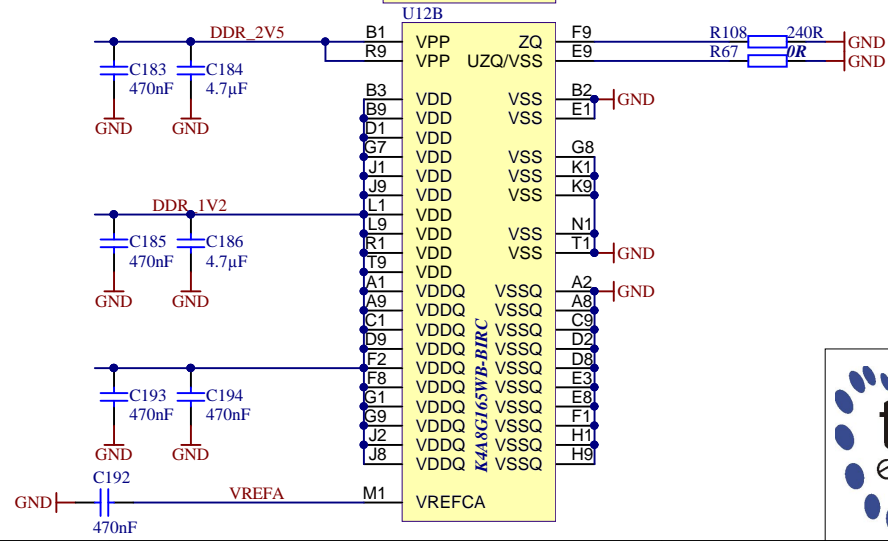 U12B
DDR_2V5 B1 VPP ZQ F9 R108 240R GND
R9 VPP UZQ/VSS E9 R67 0R GND
C183 C184
470nF 4.7µF
GND GND
B3 VDD VSS B2 GND
B9 VDD VSS E1
D1 VDD
G7 VDD VSS G8
J1 VDD VSS K1
J9 VDD VSS K9
DDR_1V2 L1 VDD
L9 VDD VSS N1
R1 VDD VSS T1 GND
T9 VDD
C185 C186
470nF 4.7µF
GND GND
A1 VDDQ VSSQ A2 GND
A9 VDDQ VSSQ A8
C1 VDDQ VSSQ C9
D9 VDDQ VSSQ D2
F2 VDDQ VSSQ D8
F8 VDDQ VSSQ E3
G1 VDDQ VSSQ E8
G9 VDDQ VSSQ F1
J2 VDDQ VSSQ H1
J8 VDDQ VSSQ H9
K4A8G165WB-BIRC
C193 C194
470nF 470nF
GND GND
C192
GND VREFA M1 VREFCA
470nF